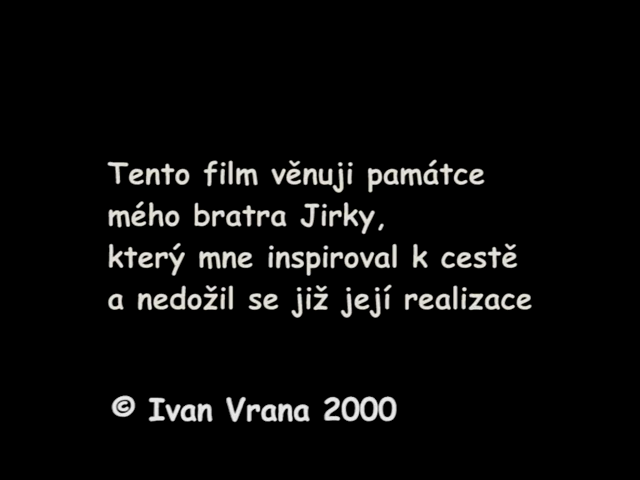 Tento film věnuji památce
mého bratra Jirky,
který mne inspiroval k cestě
a nedožil se již její realizace
© Ivan Vrana 2000